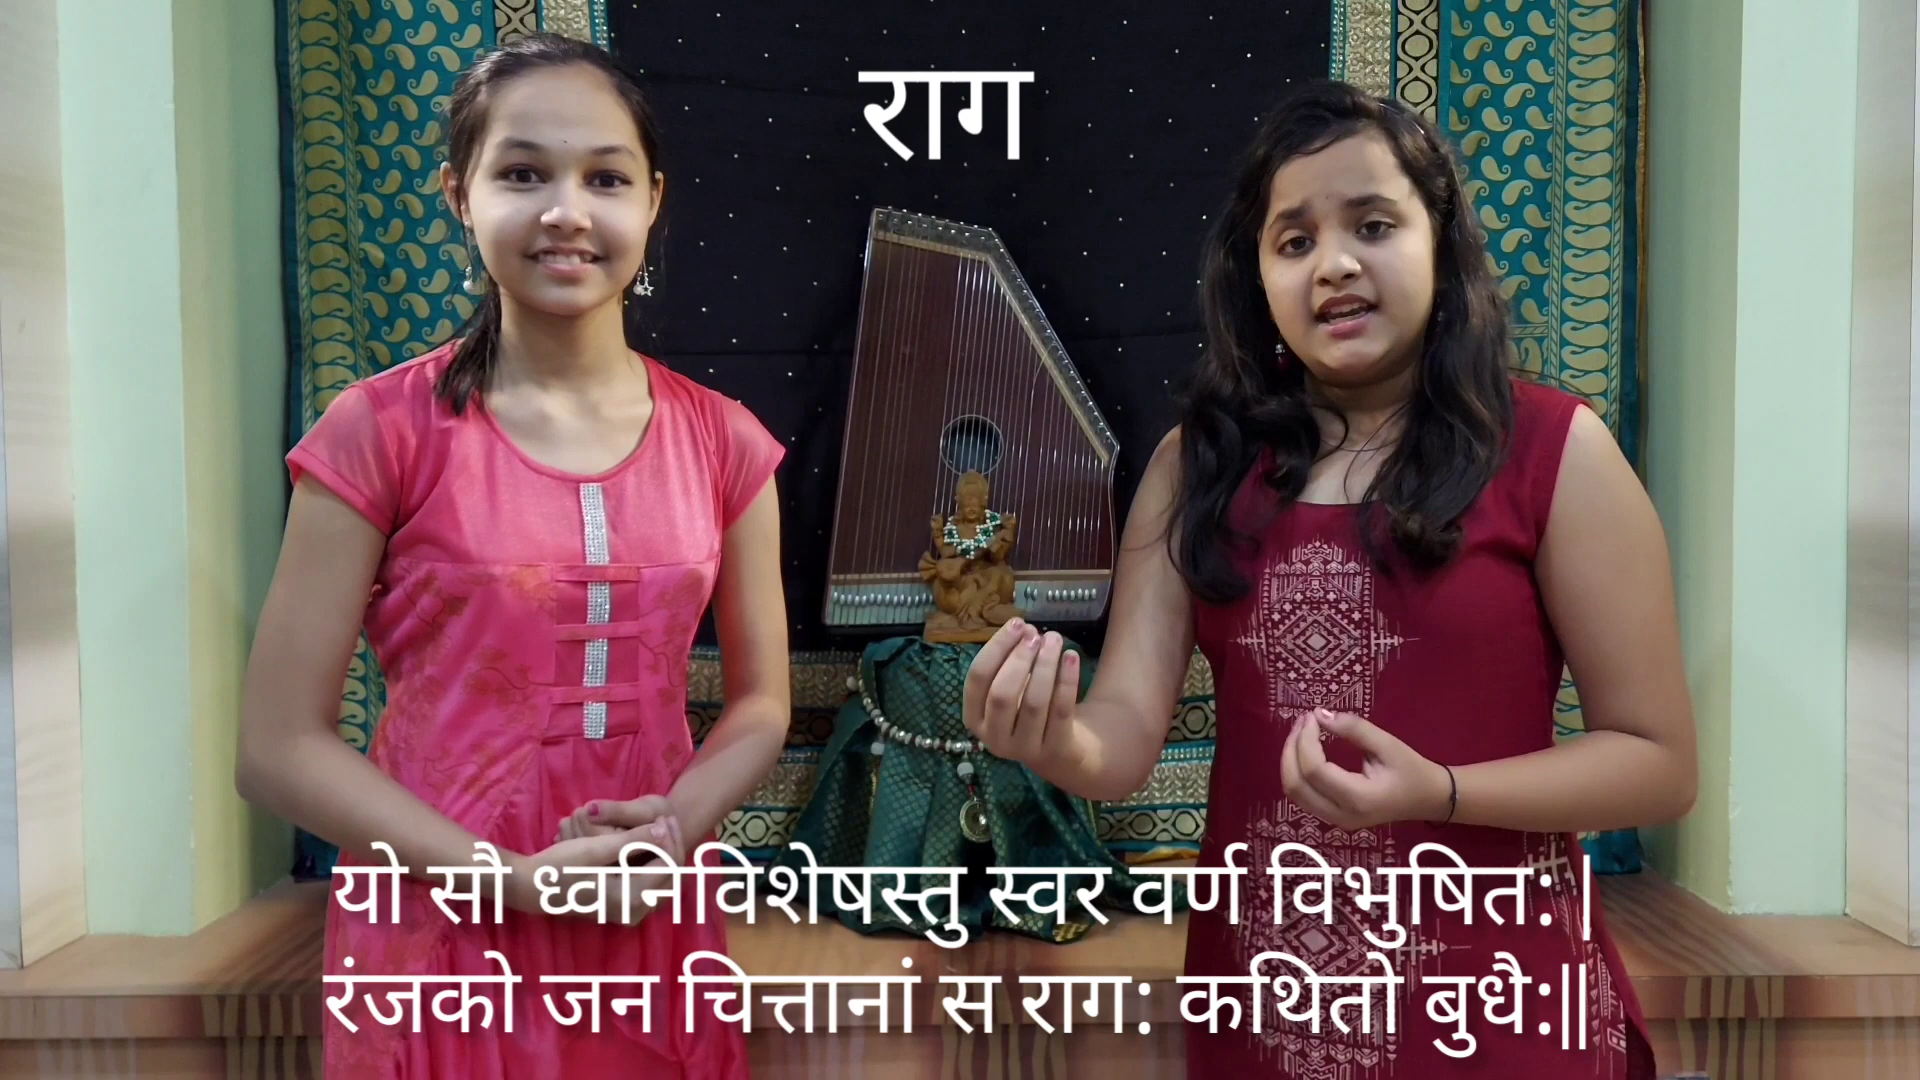 राग
यो सौ ध्वनिविशेषस्तु स्वर वर्ण विभुषित: |
रंजको जन चित्तानां स राग: कथितो बुधै:||